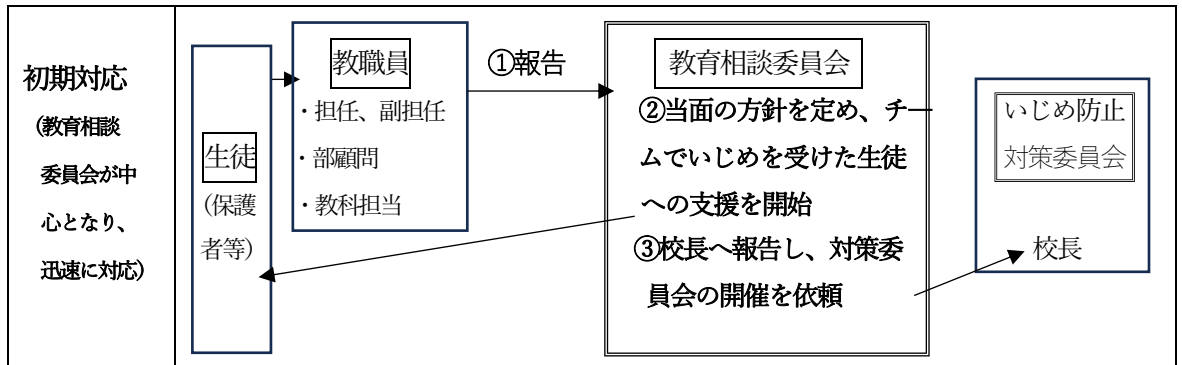 初期対応
（教育相談
委員会が中
心となり、
迅速に対応）
生徒
（保護
者等）
教職員
・担任、副担任
・部顧問
・教科担当
①報告
教育相談委員会
②当面の方針を定め、チー
ムでいじめを受けた生徒
への支援を開始
③校長へ報告し、対策委
員会の開催を依頼
いじめ防止
対策委員会
校長